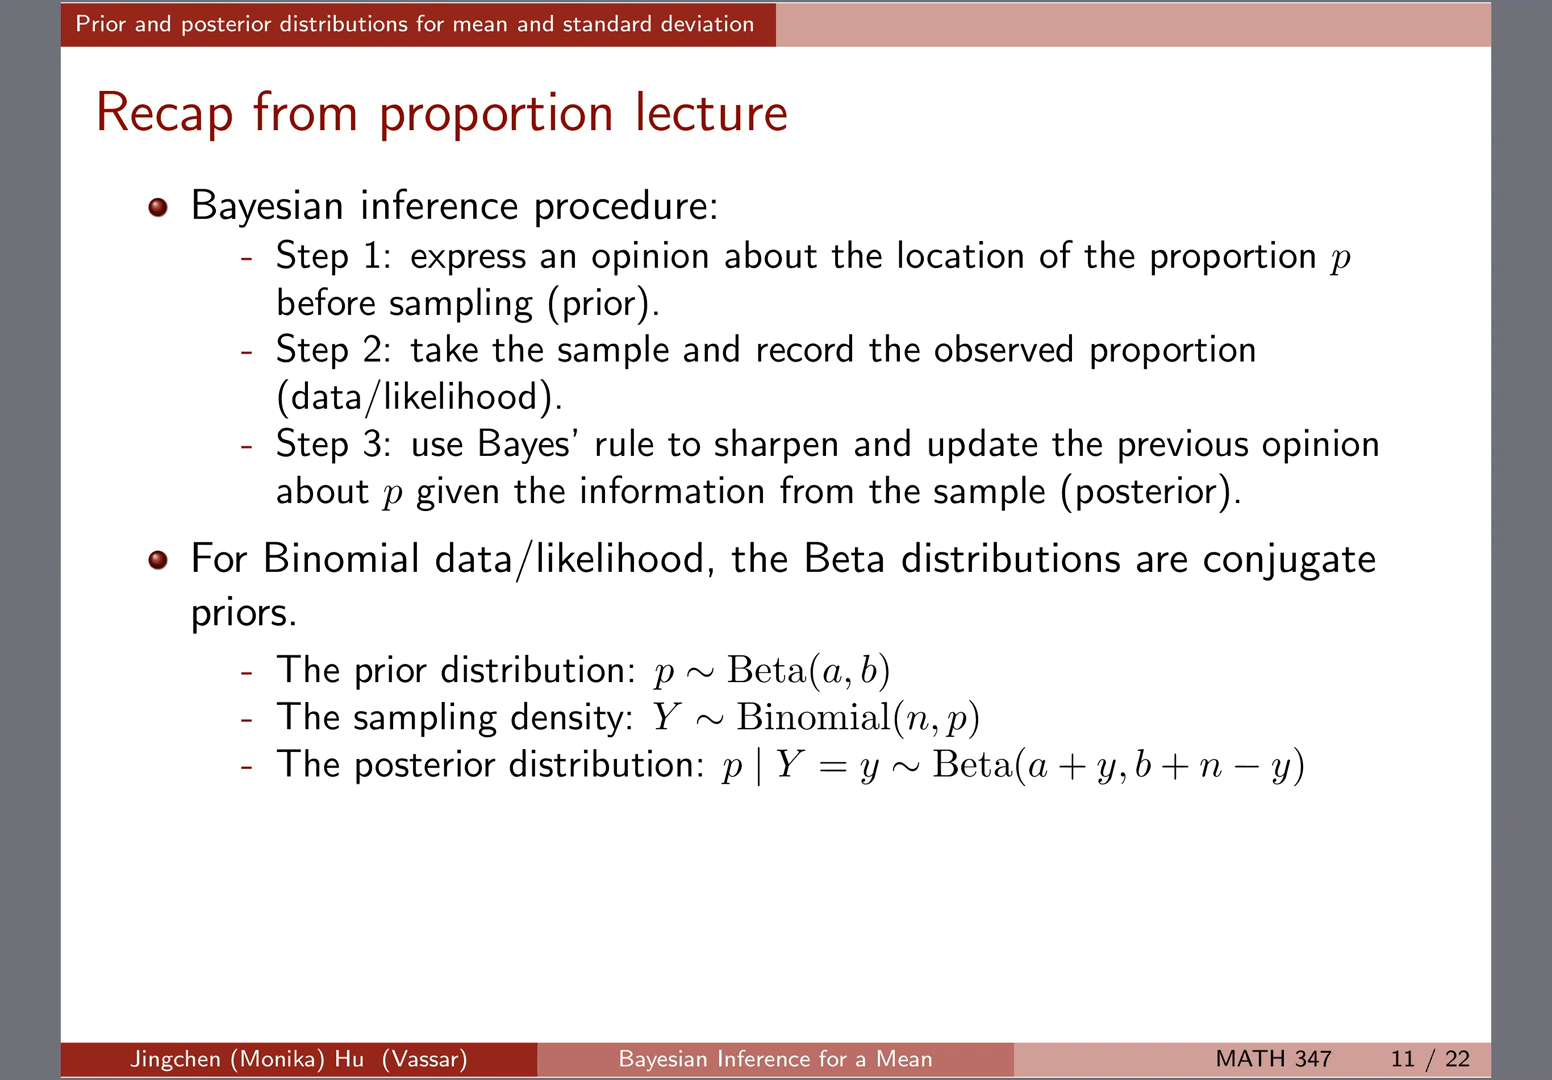 Prior and posterior distributions for mean and standard deviation
Recap from proportion lecture
Bayesian inference procedure:
- Step 1: express an opinion about the location of the proportion p
before sampling (prior).
- Step 2: take the sample and record the observed proportion
(data/likelihood).
- Step 3: use Bayes' rule to sharpen and update the previous opinion
about p given the information from the sample (posterior).
For Binomial data/likelihood, the Beta distributions are conjugate
priors.
- The prior distribution: p ∼ Beta(a, b)
- The sampling density: Y ∼ Binomial(n, p)
- The posterior distribution: p | Y = y ∼ Beta(a + y, b + n − y)
Jingchen (Monika) Hu (Vassar) Bayesian Inference for a Mean MATH 347 11 / 22